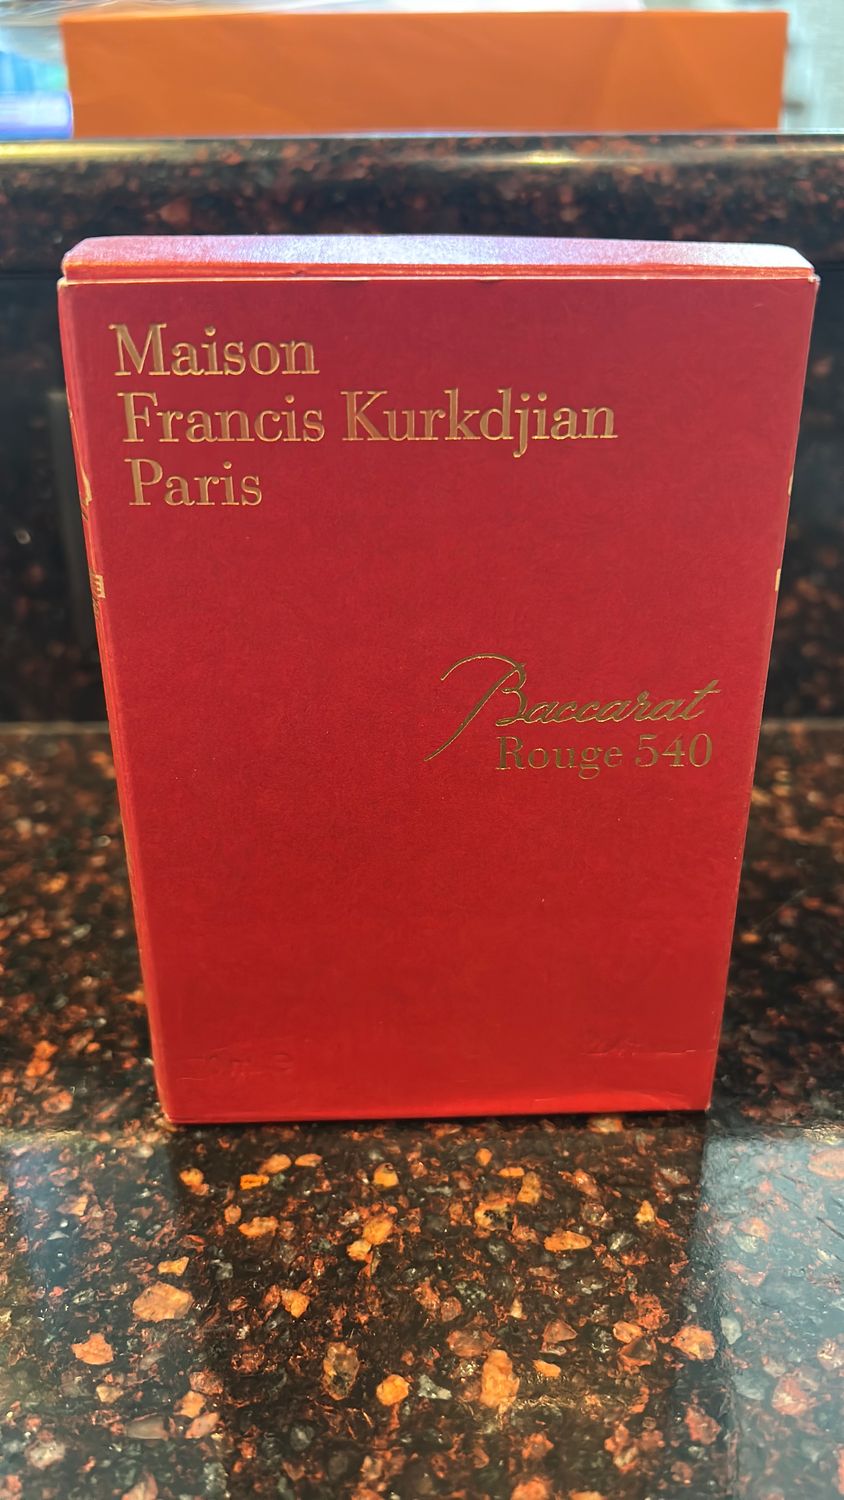 Maison
Francis Kurkdjian
Paris
Baccarat
Rouge 540